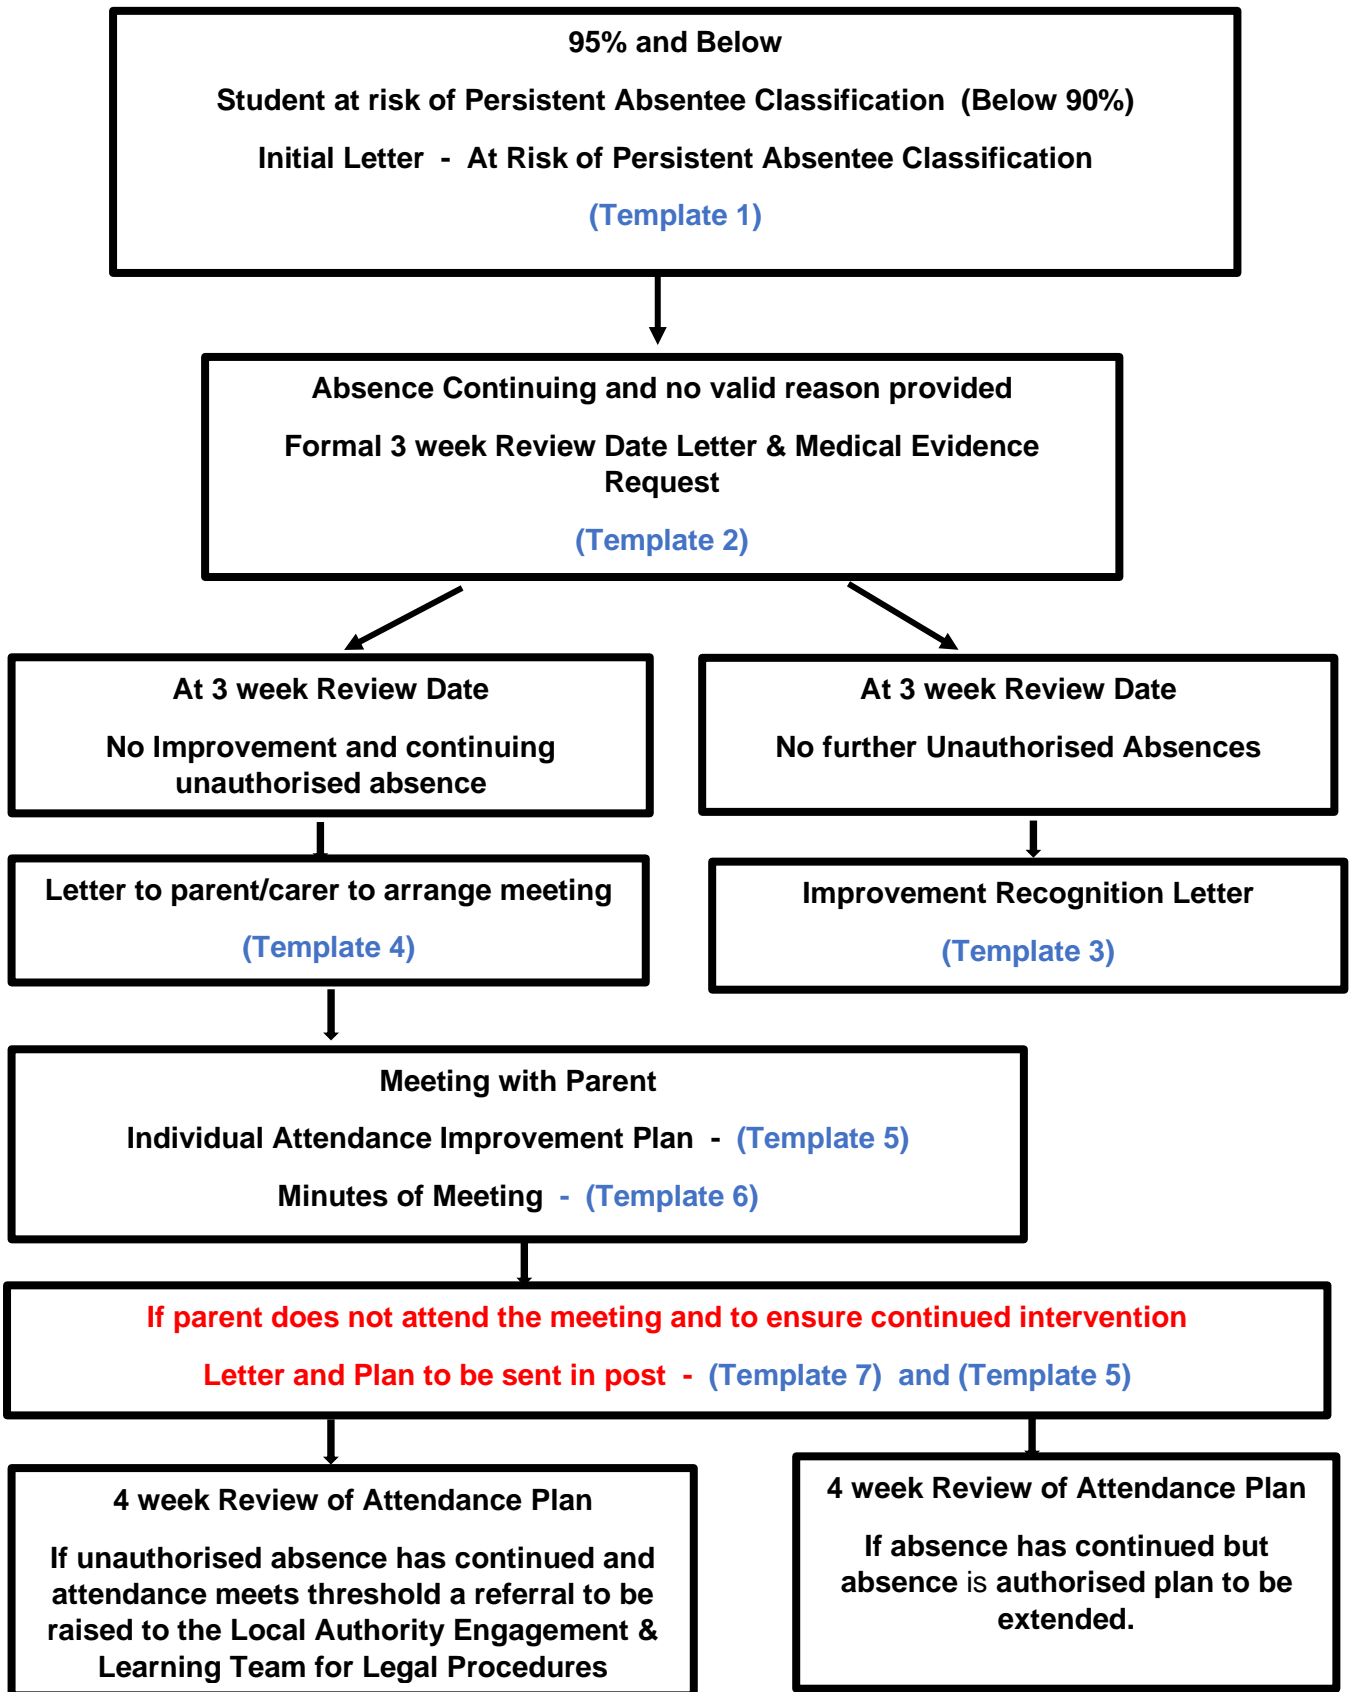 95% and Below
Student at risk of Persistent Absentee Classification (Below 90%)
Initial Letter - At Risk of Persistent Absentee Classification
(Template 1)
Absence Continuing and no valid reason provided
Formal 3 week Review Date Letter & Medical Evidence
Request
(Template 2)
At 3 week Review Date
No Improvement and continuing
unauthorised absence
At 3 week Review Date
No further Unauthorised Absences
Letter to parent/carer to arrange meeting
(Template 4)
Improvement Recognition Letter
(Template 3)
Meeting with Parent
Individual Attendance Improvement Plan - (Template 5)
Minutes of Meeting - (Template 6)
If parent does not attend the meeting and to ensure continued intervention
Letter and Plan to be sent in post - (Template 7) and (Template 5)
4 week Review of Attendance Plan
If unauthorised absence has continued and
attendance meets threshold a referral to be
raised to the Local Authority Engagement &
Learning Team for Legal Procedures
4 week Review of Attendance Plan
If absence has continued but
absence is authorised plan to be
extended.